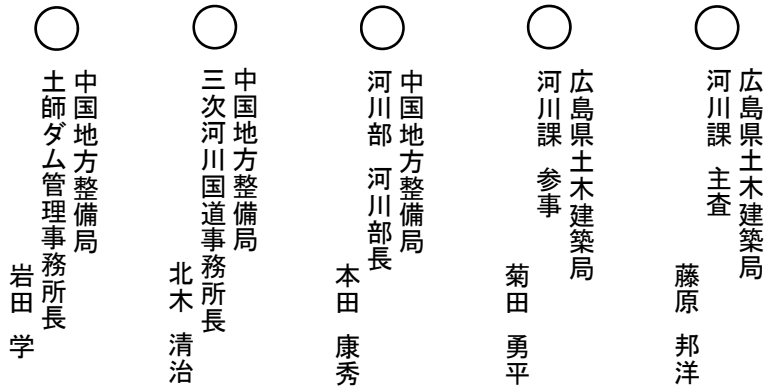 広島県土木建築局
河川課 主査
藤原 邦洋
広島県土木建築局
河川課 参事
菊田 勇平
中国地方整備局
河川部 河川部長
本田 康秀
中国地方整備局
三次河川国道事務所長
北木 清治
中国地方整備局
土師ダム管理事務所長
岩田 学